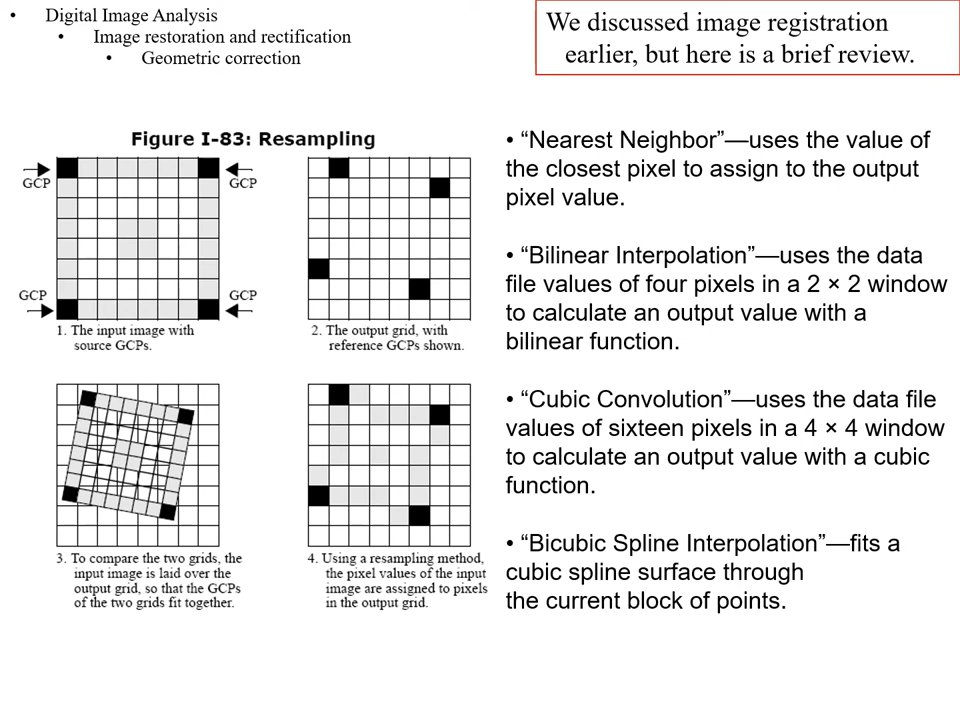 • Digital Image Analysis
• Image restoration and rectification
• Geometric correction
We discussed image registration
earlier, but here is a brief review.
Figure I-83: Resampling
GCP
GCP
GCP
GCP
1. The input image with
source GCPs.
2. The output grid, with
reference GCPs shown.
3. To compare the two grids, the
input image is laid over the
output grid, so that the GCPs
of the two grids fit together.
4. Using a resampling method,
the pixel values of the input
image are assigned to pixels
in the output grid.
• “Nearest Neighbor”—uses the value of
the closest pixel to assign to the output
pixel value.
• “Bilinear Interpolation”—uses the data
file values of four pixels in a 2 × 2 window
to calculate an output value with a
bilinear function.
• “Cubic Convolution”—uses the data file
values of sixteen pixels in a 4 × 4 window
to calculate an output value with a cubic
function.
• “Bicubic Spline Interpolation”—fits a
cubic spline surface through
the current block of points.